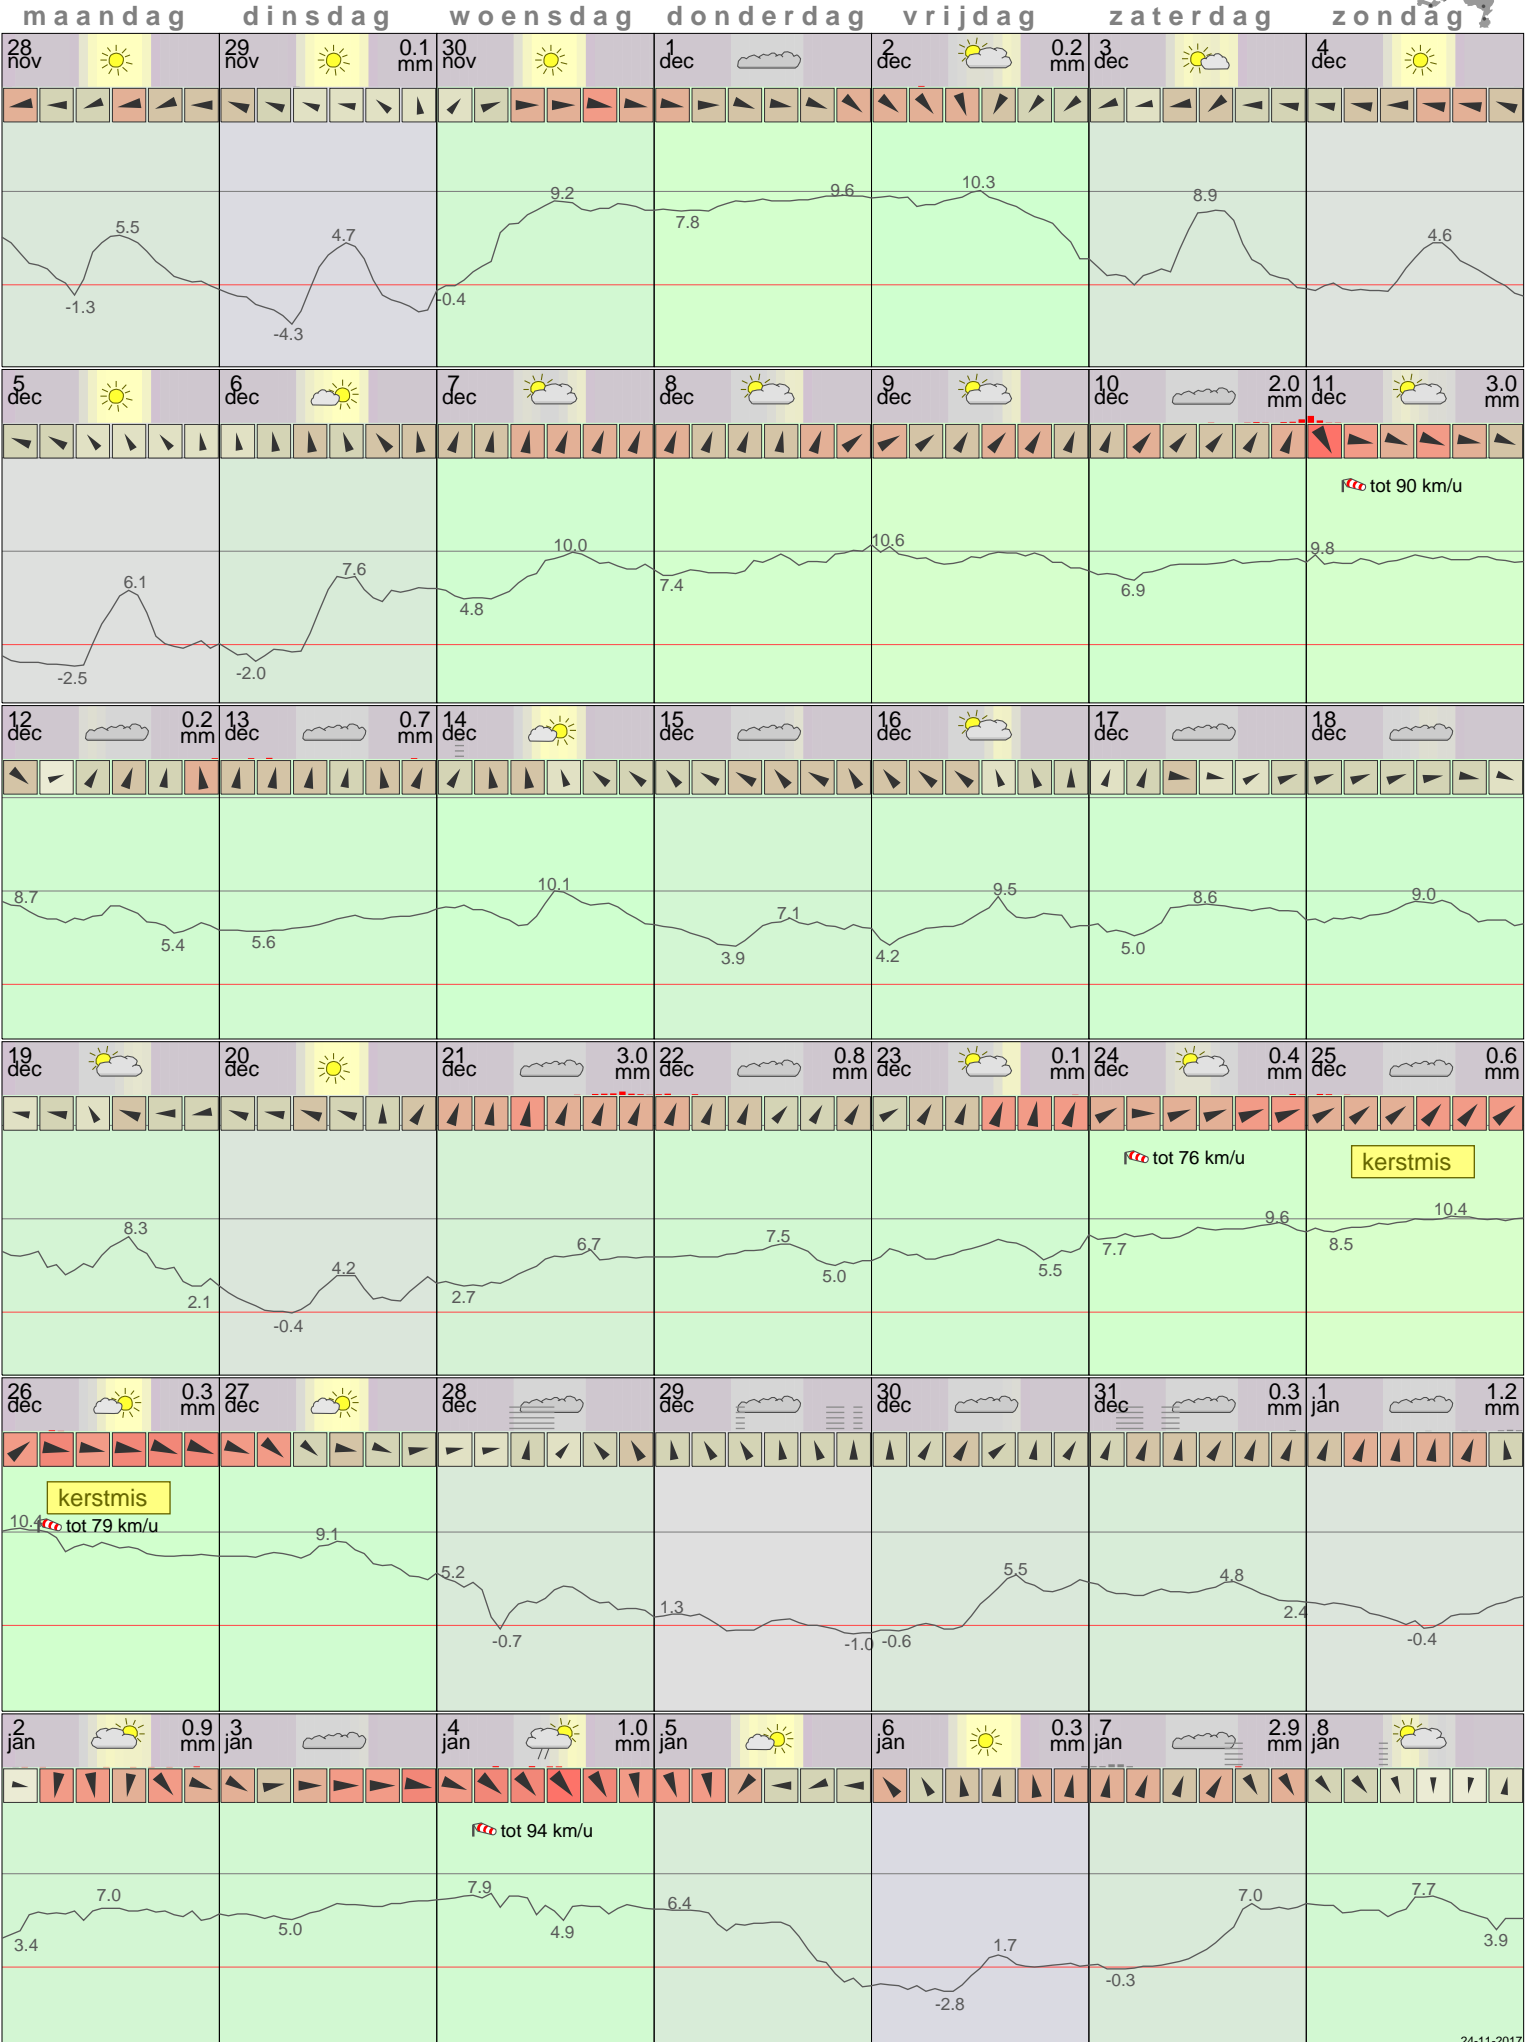 maandag dinsdag woensdag donderdag vrijdag zaterdag zondag
28 nov
29 nov 0.1 mm
30 nov
1 dec
2 dec 0.2 mm
3 dec
4 dec
5.5 -1.3
4.7 -4.3
9.2 -0.4
7.8 9.6
10.3
8.9
4.6
5 dec
6 dec
7 dec
8 dec
9 dec
10 dec 2.0 mm
11 dec 3.0 mm
tot 90 km/u
6.1 -2.5
7.6 -2.0
10.0 4.8
7.4
10.6
6.9
9.8
12 dec 0.2 mm
13 dec 0.7 mm
14 dec
15 dec
16 dec
17 dec
18 dec
8.7 5.4
5.6
10.1
7.1 3.9
9.5 4.2
8.6 5.0
9.0
19 dec
20 dec
21 dec 3.0 mm
22 dec 0.8 mm
23 dec 0.1 mm
24 dec 0.4 mm
25 dec 0.6 mm
tot 76 km/u
kerstmis
8.3 2.1
4.2 -0.4
6.7 2.7
7.5 5.0
5.5
7.7 9.6
10.4 8.5
26 dec 0.3 mm
27 dec
28 dec
29 dec
30 dec
31 dec 0.3 mm
1 jan 1.2 mm
kerstmis
10.4 tot 79 km/u
9.1
5.2 -0.7
1.3 -1.0
5.5 -0.6
4.8 2.4
-0.4
2 jan 0.9 mm
3 jan
4 jan 1.0 mm
5 jan
6 jan 0.3 mm
7 jan 2.9 mm
8 jan
tot 94 km/u
7.0 3.4
5.0
7.9 4.9
6.4
1.7 -2.8
7.0 -0.3
7.7 3.9
24-11-2017